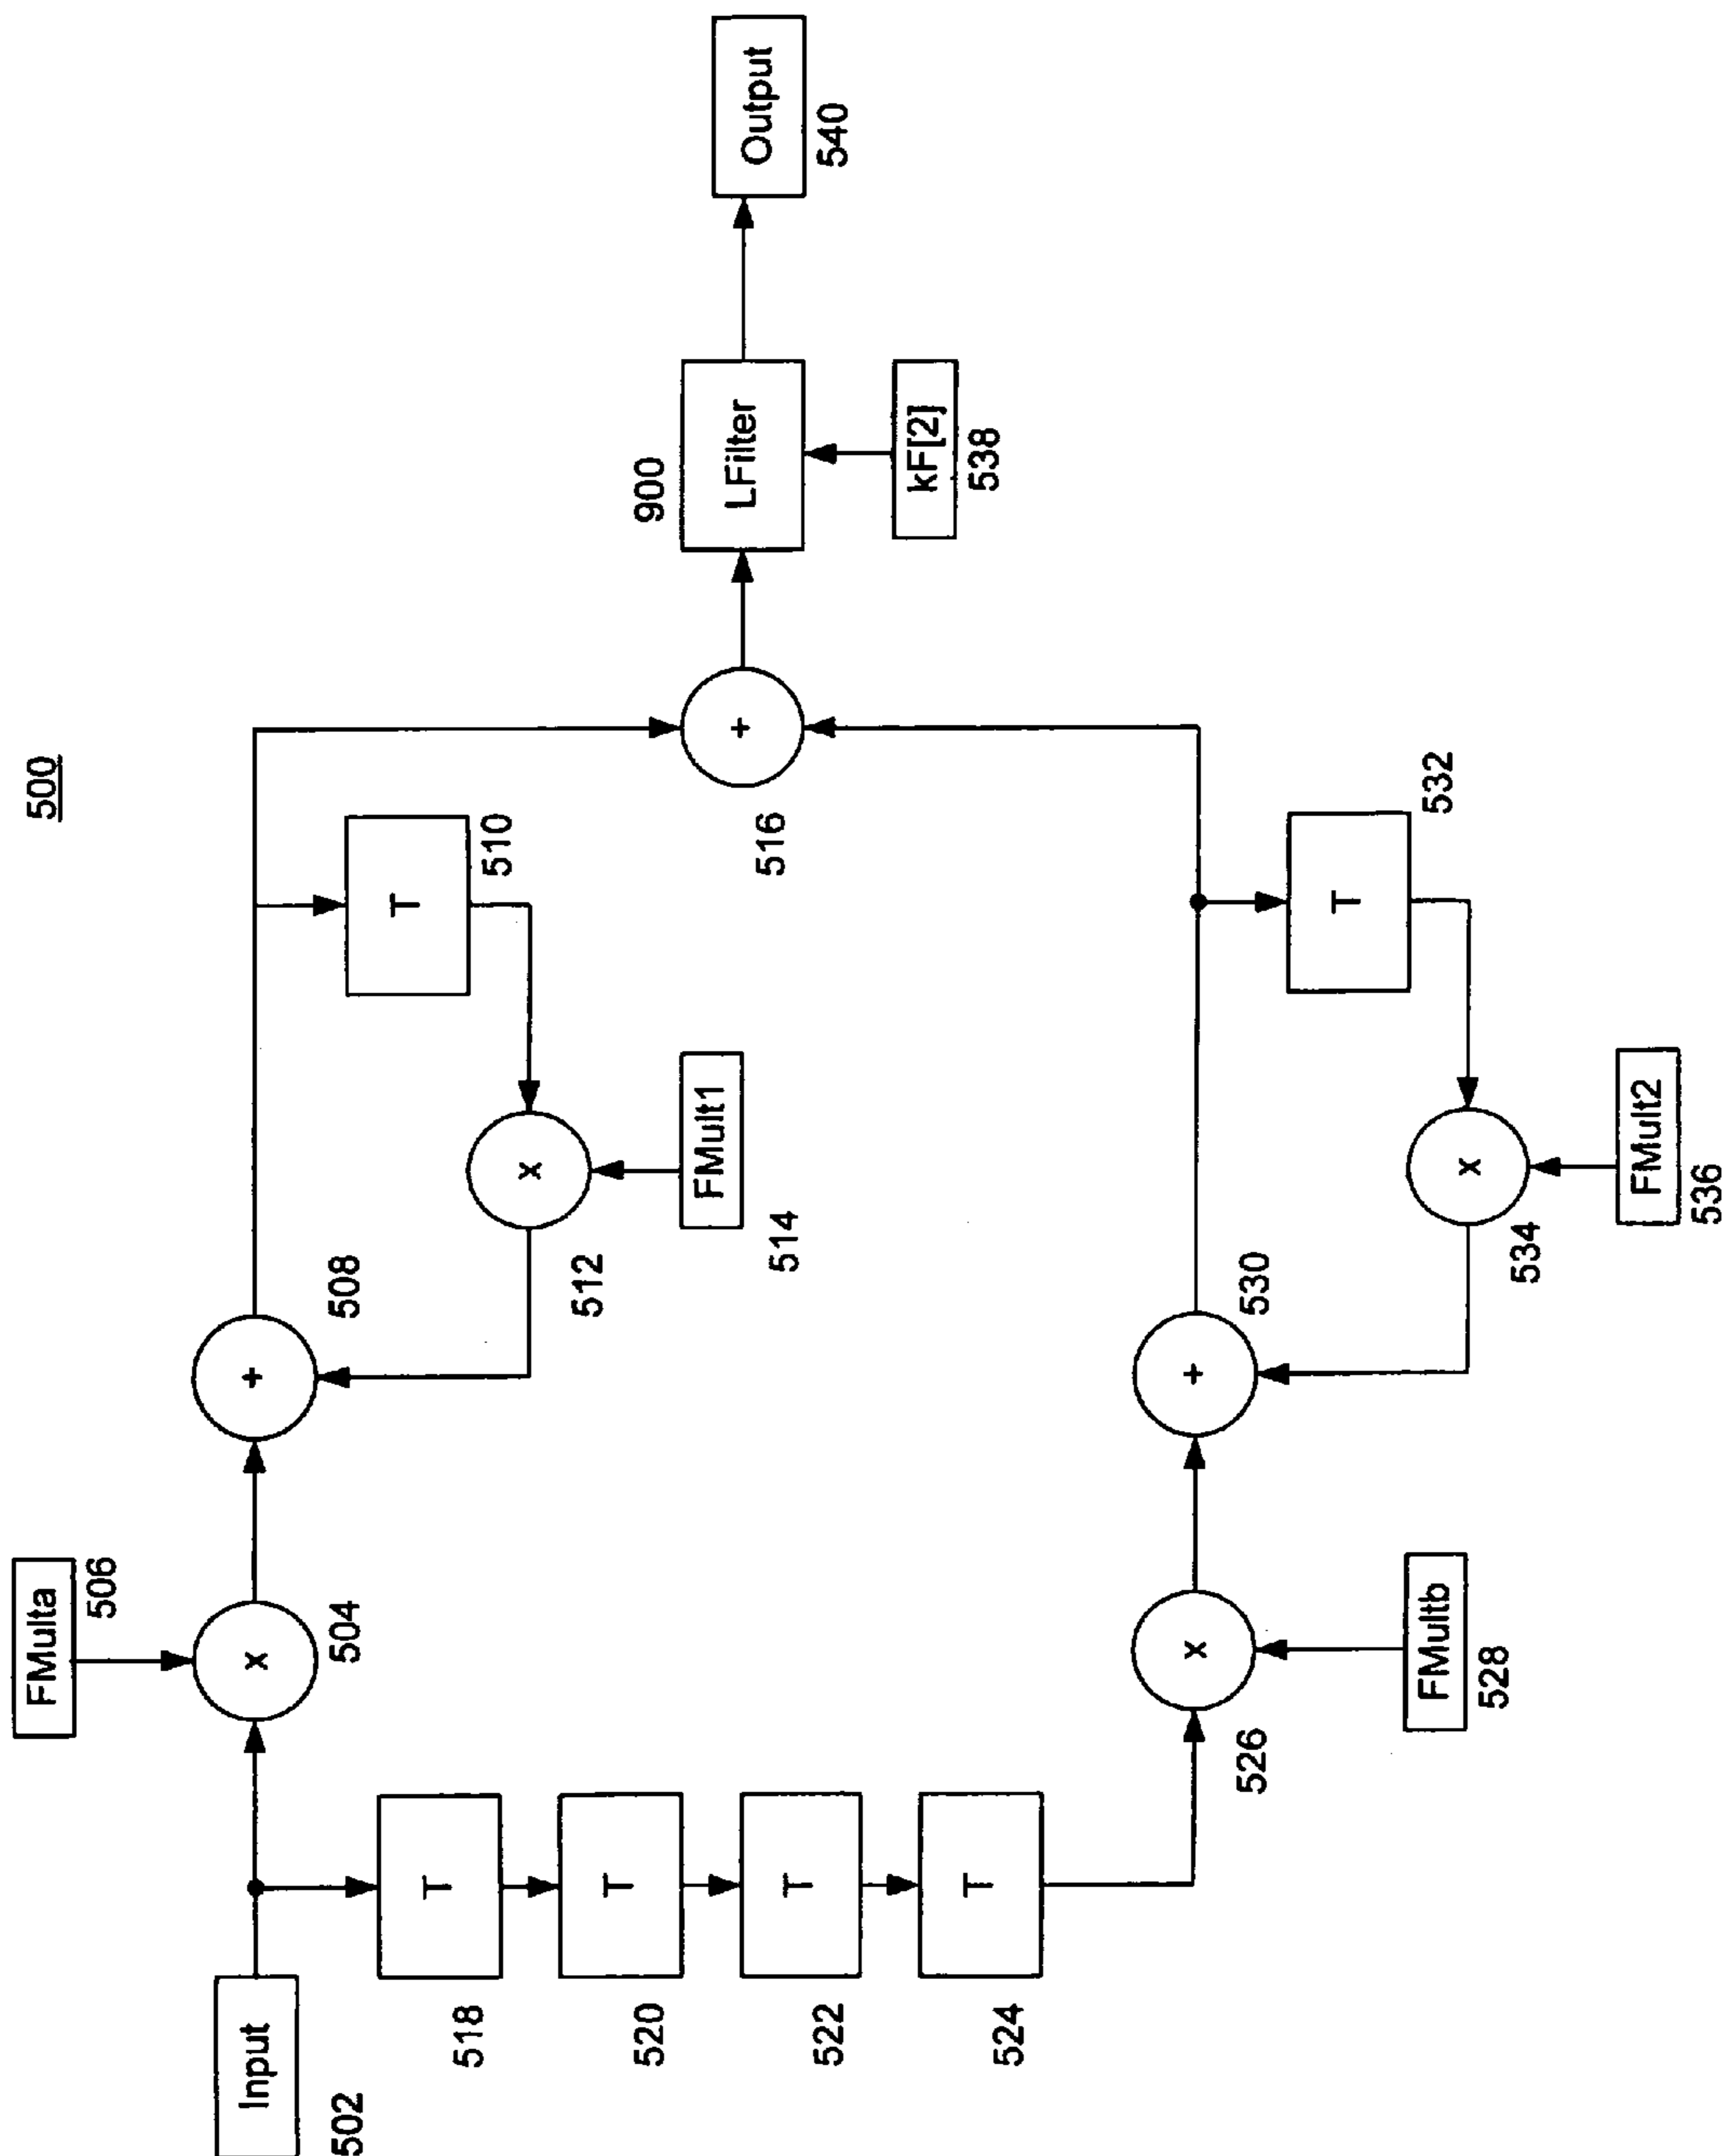 500
Input
502
FMulta
506
x
504
+
508
T
510
x
512
FMult1
514
+
516
LFilter
900
kF[2]
538
Output
540
T
518
T
520
T
522
T
524
x
526
FMultb
528
+
530
T
532
x
534
FMult2
536